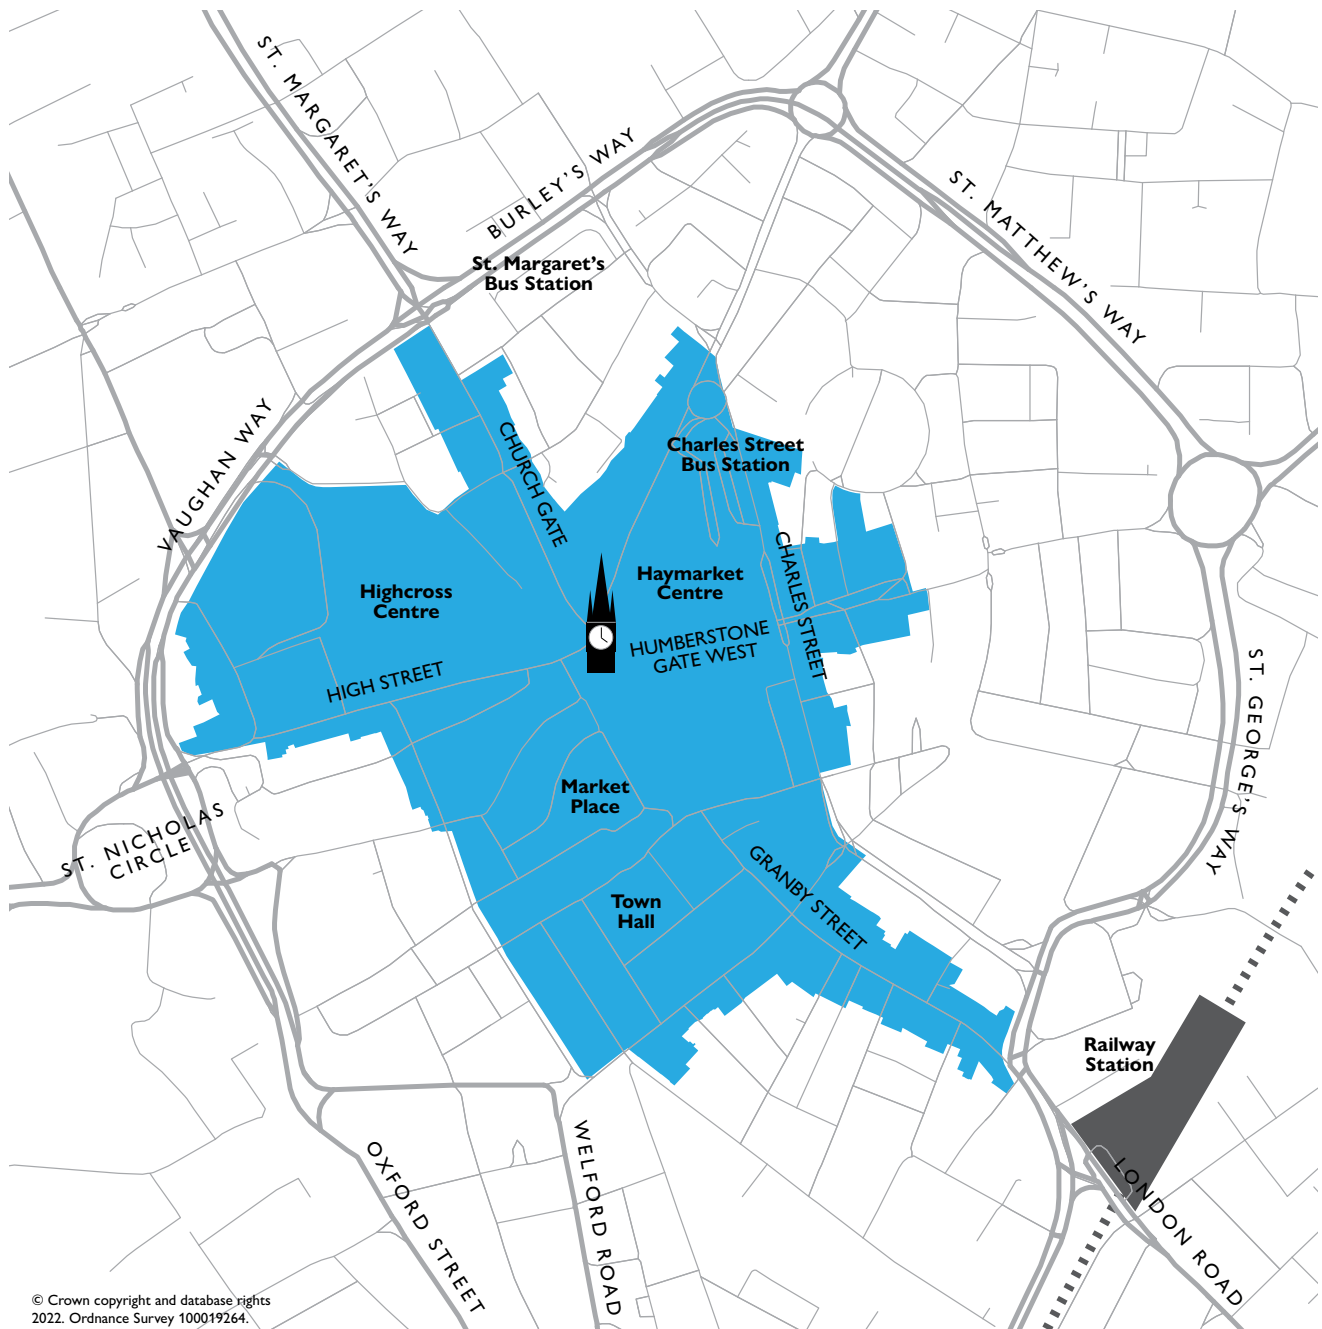 ST. MARGARET'S WAY
BURLEY'S WAY
ST. MATTHEW'S WAY
St. Margaret's
Bus Station
VAUGHAN WAY
CHURCH GATE
Charles Street
Bus Station
CHARLES STREET
Highcross
Centre
Haymarket
Centre
HUMBERSTONE
GATE WEST
HIGH STREET
ST. GEORGE'S WAY
Market
Place
ST. NICHOLAS
CIRCLE
GRANBY STREET
Town
Hall
Railway
Station
OXFORD STREET
WELFORD ROAD
LONDON ROAD
© Crown copyright and database rights
2022. Ordnance Survey 100019264.